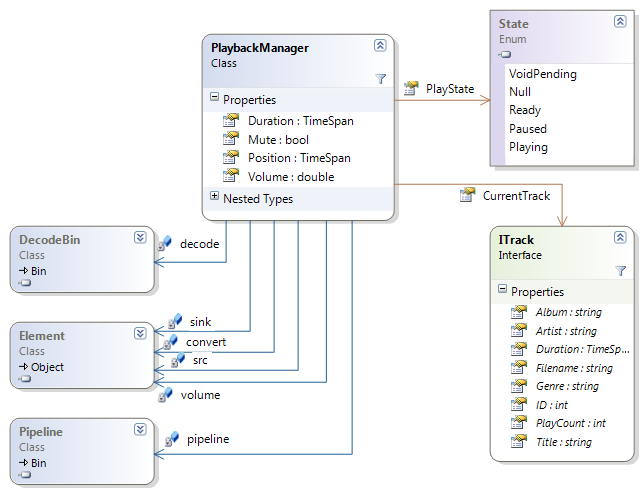 PlaybackManager
Class
Properties
Duration : TimeSpan
Mute : bool
Position : TimeSpan
Volume : double
Nested Types
PlayState
State
Enum
VoidPending
Null
Ready
Paused
Playing
CurrentTrack
ITrack
Interface
Properties
Album : string
Artist : string
Duration : TimeSp...
Filename : string
Genre : string
ID : int
PlayCount : int
Title : string
DecodeBin
Class
Bin
decode
Element
Class
Object
sink
convert
src
volume
Pipeline
Class
Bin
pipeline